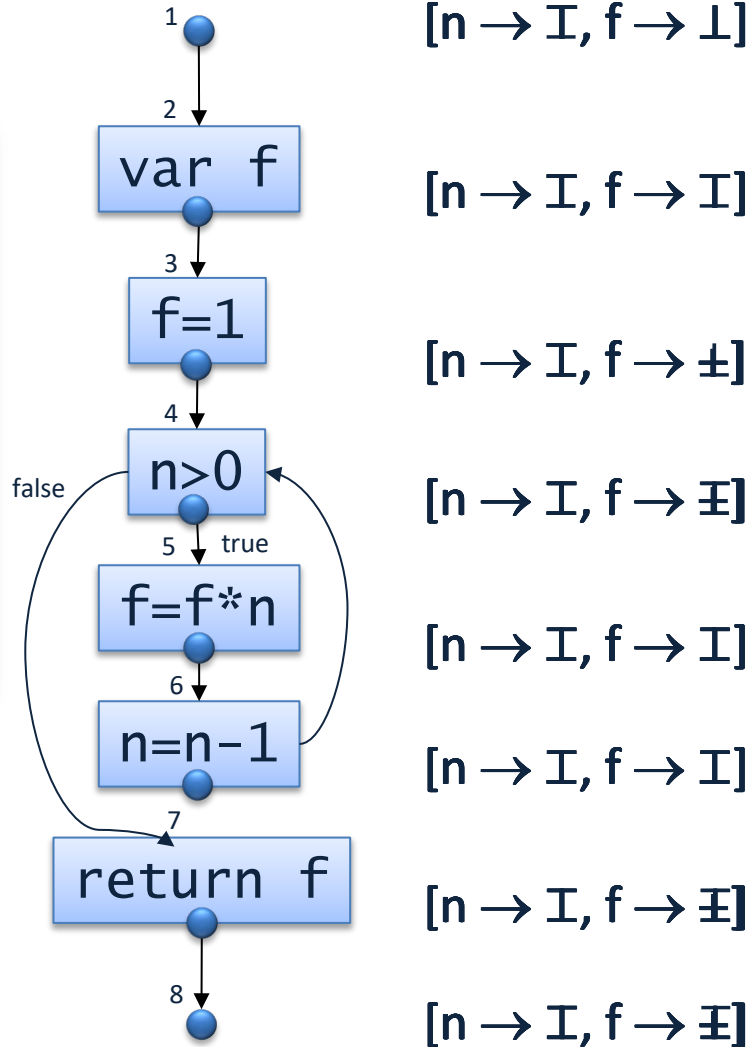 1
[n → I, f → ⊥]
2
var f
[n → I, f → I]
3
f=1
[n → I, f → ]
4
n>0
false
[n → I, f → ]
5 true
f=f*n
[n → I, f → I]
6
n=n-1
[n → I, f → I]
7
return f
[n → I, f → ]
8
[n → I, f → ]